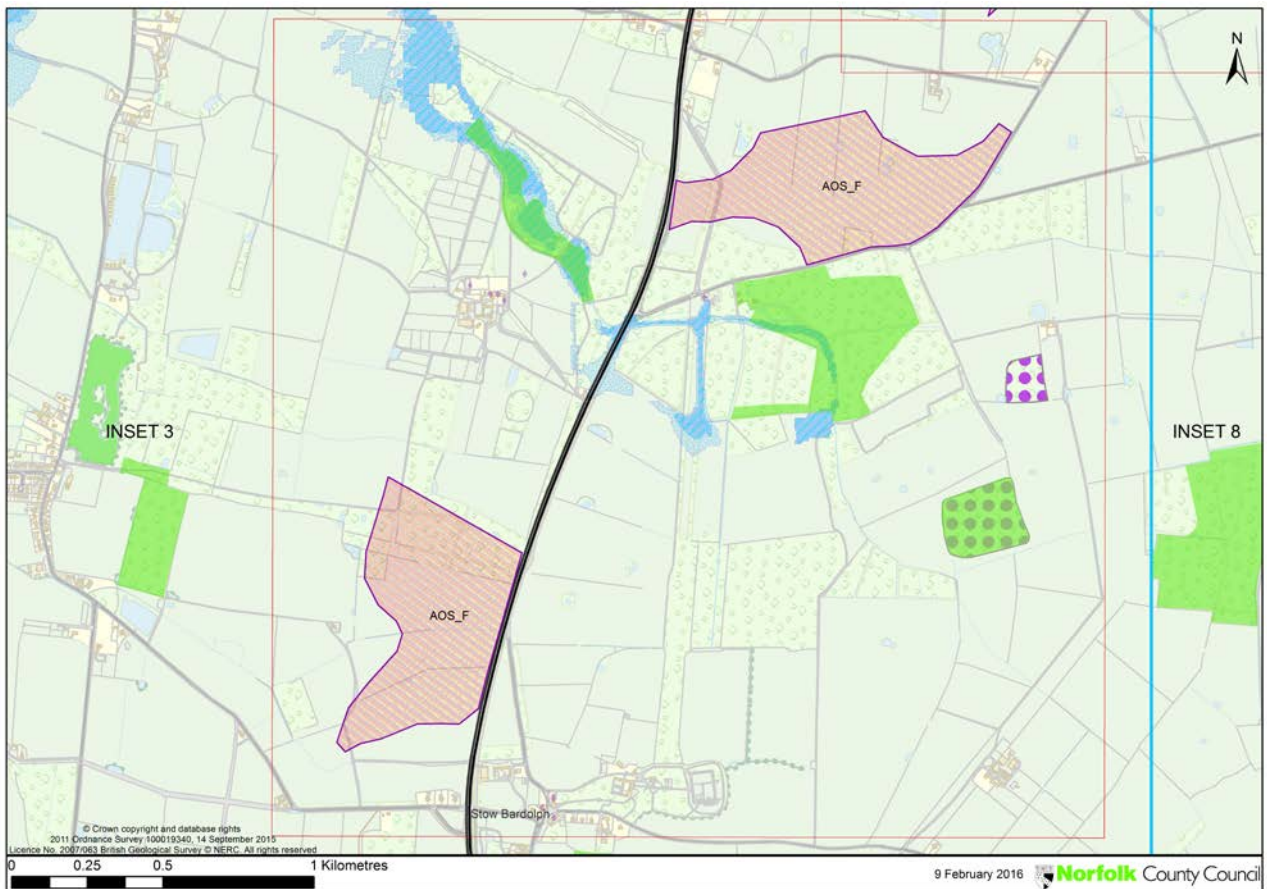 N
AOS_F
INSET 3
INSET 8
AOS_F
Stow Bardolph
© Crown copyright and database rights
2011 Ordnance Survey 100019340, 14 September 2015
Licence No. 2007/063 British Geological Survey © NERC. All rights reserved
0 0.25 0.5 1 Kilometres
9 February 2016 Norfolk County Council